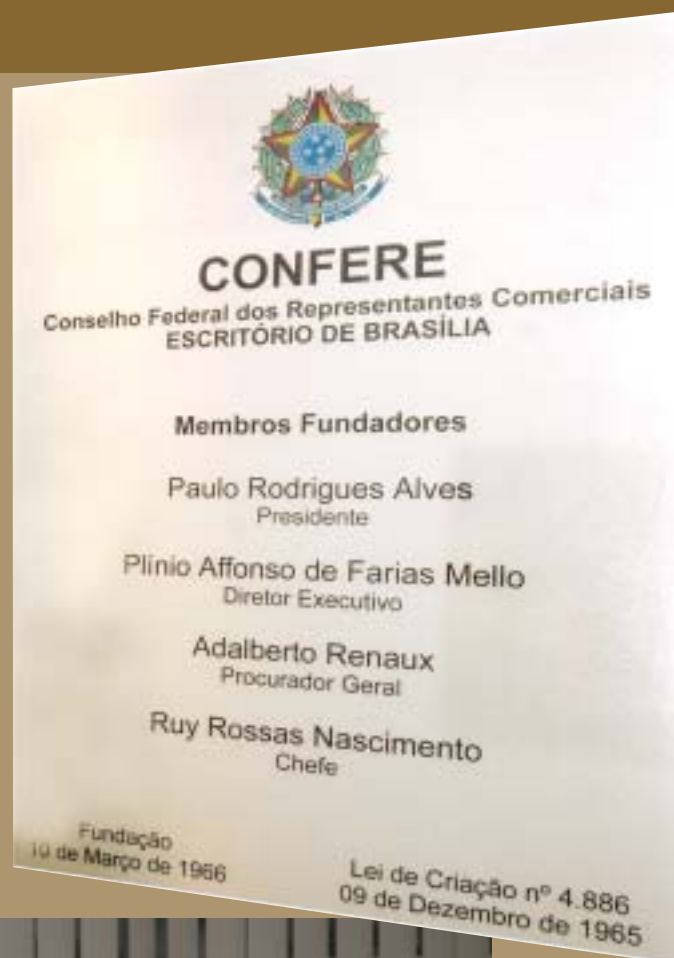 CONFERE
Conselho Federal dos Representantes Comerciais
ESCRITÓRIO DE BRASÍLIA
Membros Fundadores
Paulo Rodrigues Alves
Presidente
Plínio Affonso de Farias Mello
Diretor Executivo
Adalberto Renaux
Procurador Geral
Ruy Rossas Nascimento
Chefe
Fundação
de Março de 1966
Lei de Criação nº 4.886
09 de Dezembro de 1965